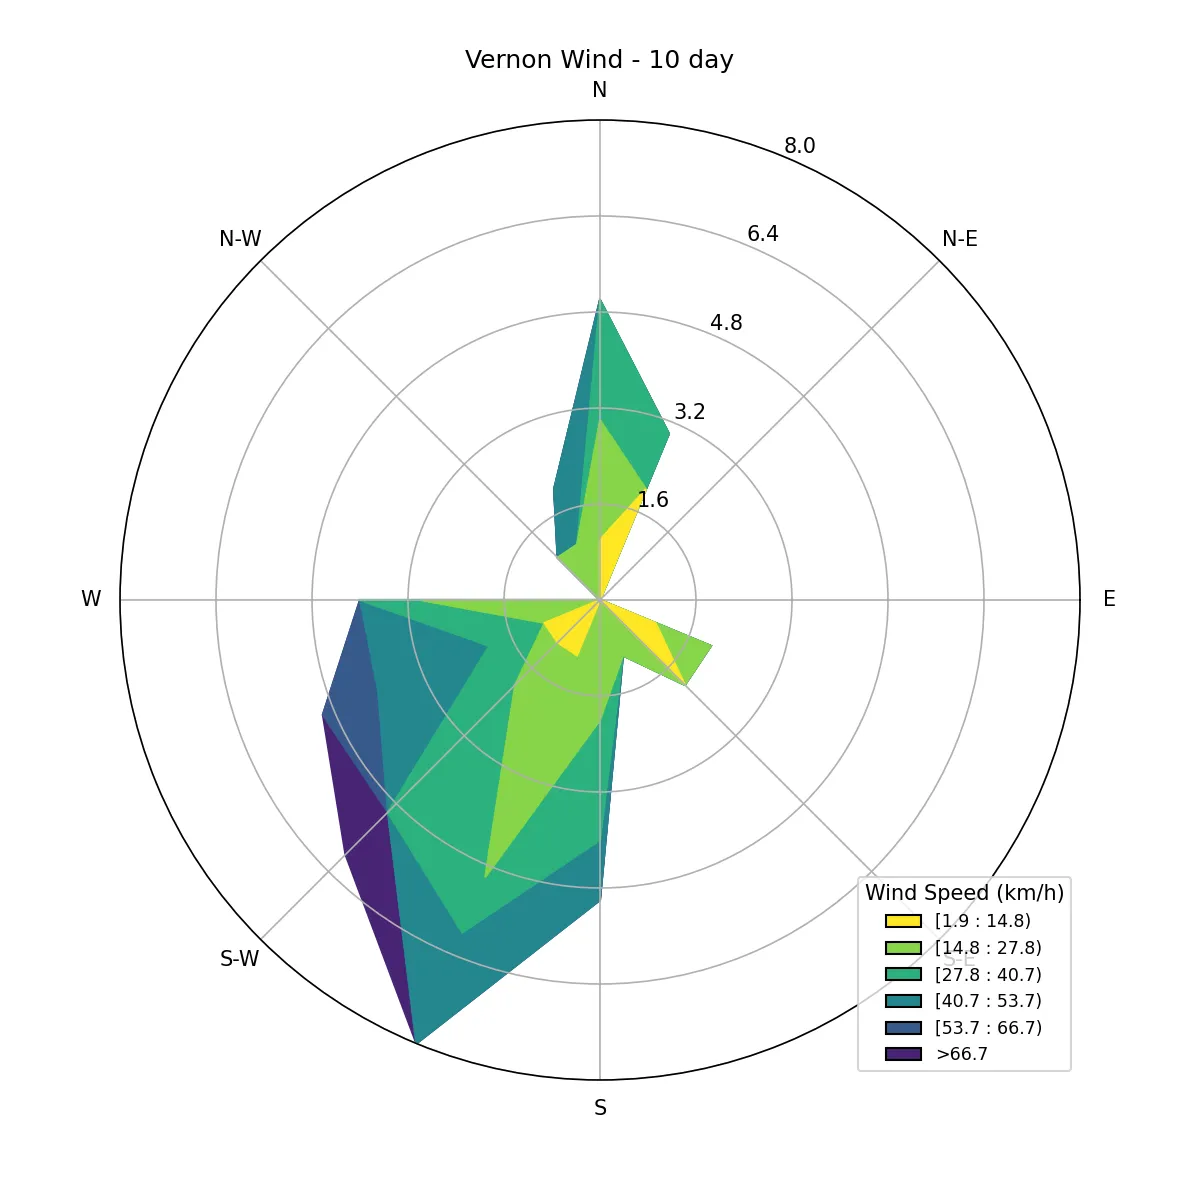 Vernon Wind - 10 day
N
8.0
N-W
6.4
N-E
4.8
3.2
1.6
W
E
Wind Speed (km/h)
[1.9 : 14.8)
[14.8 : 27.8)
S-W
S-E
[27.8 : 40.7)
[40.7 : 53.7)
[53.7 : 66.7)
>66.7
S